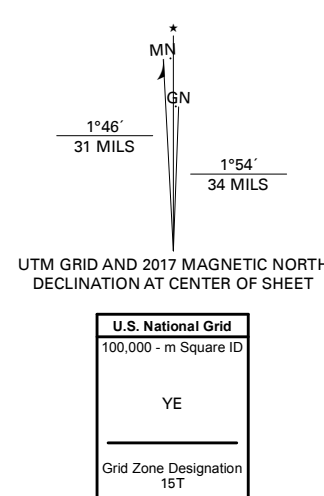 ★
MN
GN
1°46´
31 MILS
1°54´
34 MILS
UTM GRID AND 2017 MAGNETIC NORTH
DECLINATION AT CENTER OF SHEET
U.S. National Grid
100,000 - m Square ID
YE
Grid Zone Designation
15T